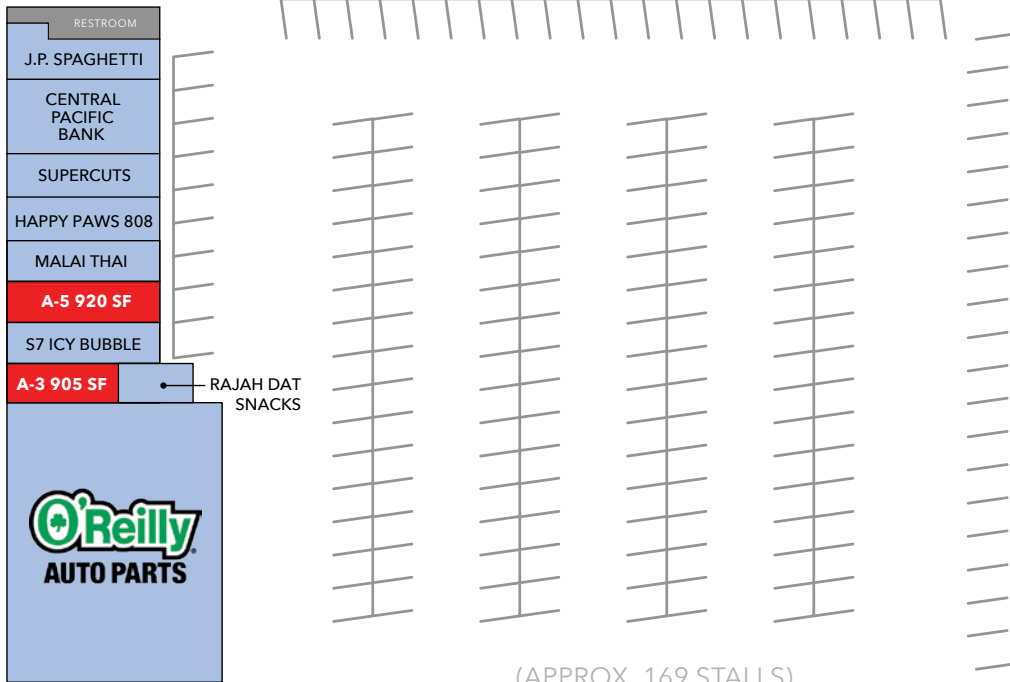 RESTROOM
J.P. SPAGHETTI
CENTRAL
PACIFIC
BANK
SUPERCUTS
HAPPY PAWS 808
MALAI THAI
A-5 920 SF
S7 ICY BUBBLE
A-3 905 SF
RAJAH DAT
SNACKS
O'Reilly
AUTO PARTS
(APPROX. 169 STALLS)